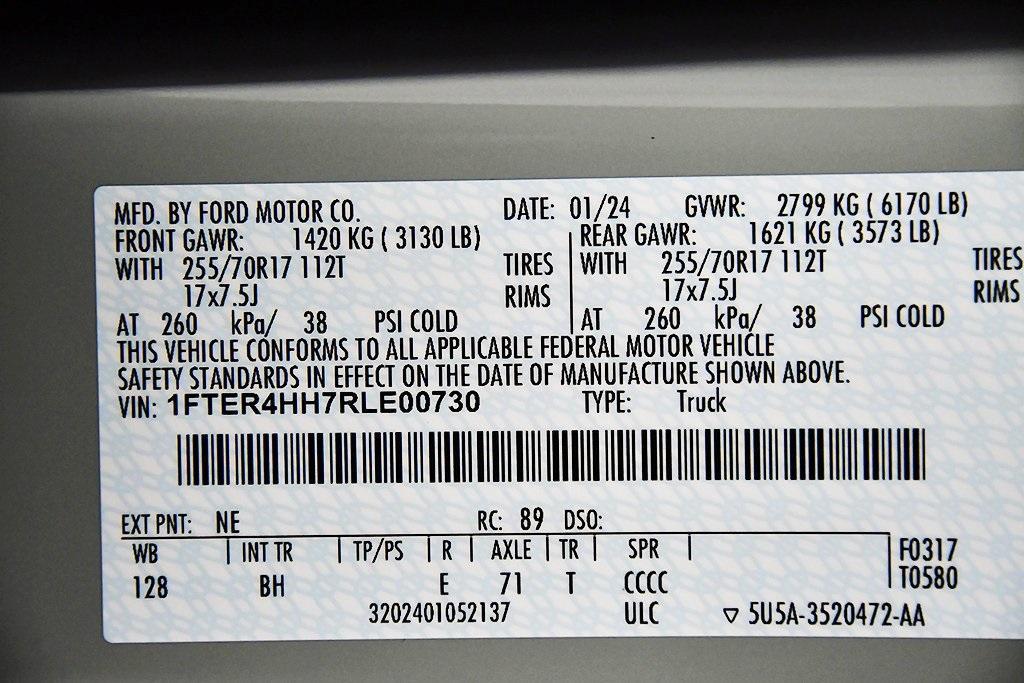 MFD. BY FORD MOTOR CO. DATE: 01/24 GVWR: 2799 KG ( 6170 LB)
FRONT GAWR: 1420 KG ( 3130 LB) REAR GAWR: 1621 KG ( 3573 LB)
WITH 255/70R17 112T TIRES WITH 255/70R17 112T TIRES
17x7.5J RIMS 17x7.5J RIMS
AT 260 kPa/ 38 PSI COLD AT 260 kPa/ 38 PSI COLD
THIS VEHICLE CONFORMS TO ALL APPLICABLE FEDERAL MOTOR VEHICLE
SAFETY STANDARDS IN EFFECT ON THE DATE OF MANUFACTURE SHOWN ABOVE.
VIN: 1FTER4HH7RLE00730 TYPE: Truck
EXT PNT: NE RC: 89 DSO:
WB INT TR TP/PS R AXLE TR SPR F0317
128 BH E 71 T CCCC T0580
3202401052137 ULC ▽ 5U5A-3520472-AA